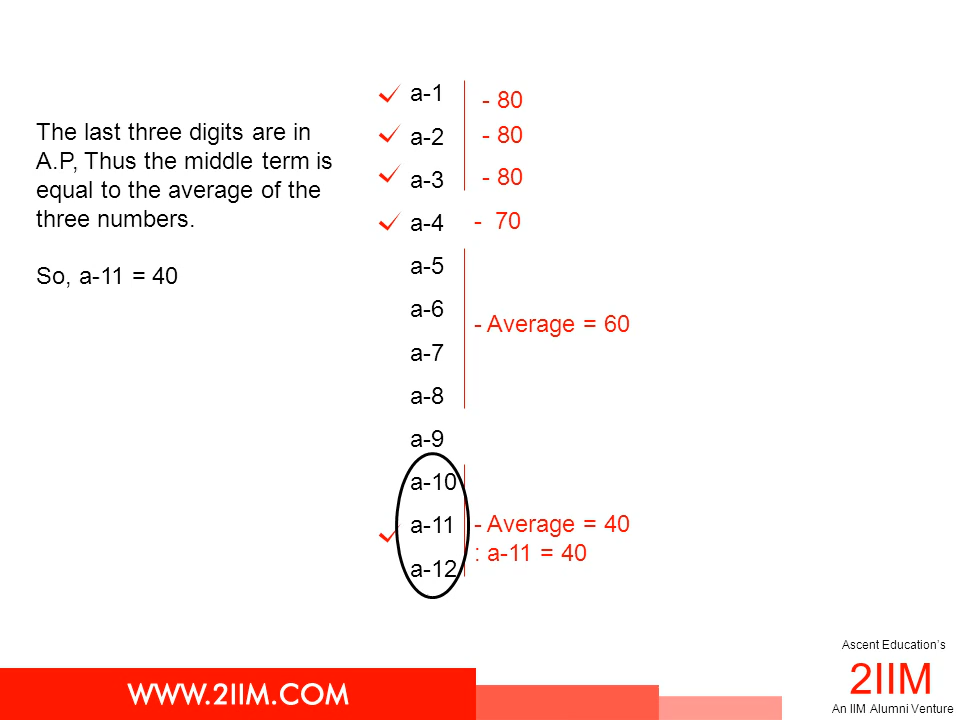 The last three digits are in
A.P, Thus the middle term is
equal to the average of the
three numbers.
So, a-11 = 40
a-1
- 80
a-2
- 80
a-3
- 80
a-4
- 70
a-5
a-6
- Average = 60
a-7
a-8
a-9
a-10
a-11
- Average = 40
: a-11 = 40
a-12
WWW.2IIM.COM
Ascent Education's
2IIM
An IIM Alumni Venture